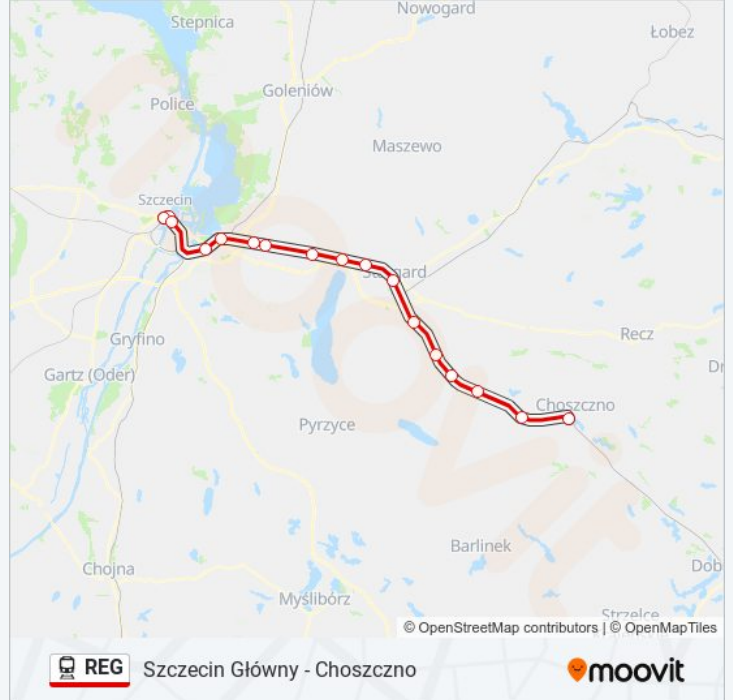 Nowogard
Stepnica
Łobez
Goleniów
Police
Maszewo
Szczecin
Stargard
Recz
Gryfino
Gartz (Oder)
Choszczno
Pyrzyce
Barlinek
Chojna
Myślibórz
Strzelce
© OpenStreetMap contributors | © OpenMapTiles
REG Szczecin Główny - Choszczno
moovit